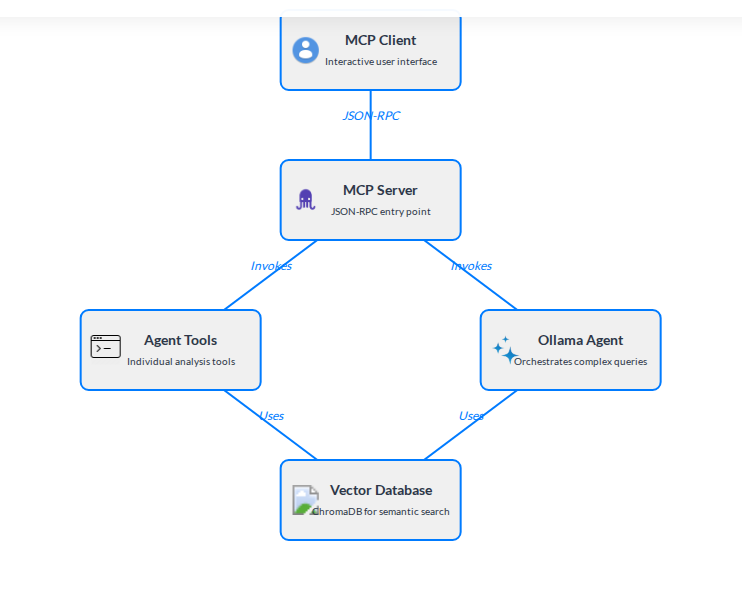 MCP Client
Interactive user interface
JSON-RPC
MCP Server
JSON-RPC entry point
Invokes
Invokes
Agent Tools
Individual analysis tools
Ollama Agent
Orchestrates complex queries
Uses
Uses
Vector Database
ChromaDB for semantic search